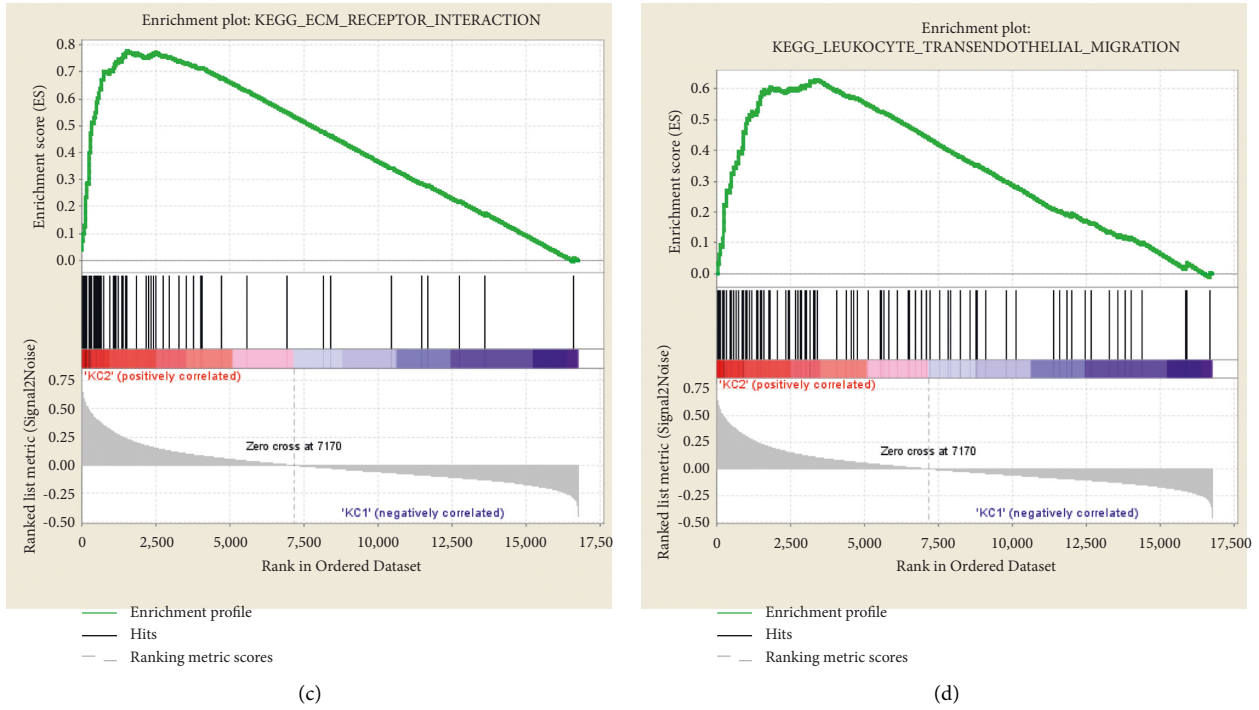 Enrichment plot: KEGG_ECM_RECEPTOR_INTERACTION
0.8
0.7
0.6
0.5
0.4
0.3
0.2
0.1
0.0
Enrichment score (ES)
'KC2' (positively correlated)
0.75
0.50
0.25
0.00
-0.25
-0.50
Ranked list metric (Signal2Noise)
Zero cross at 7170
'KC1' (negatively correlated)
0 2,500 5,000 7,500 10,000 12,500 15,000 17,50
Rank in Ordered Dataset
Enrichment profile
Hits
Ranking metric scores
(c)
Enrichment plot:
KEGG_LEUKOCYTE_TRANSENDOTHELIAL_MIGRATION
0.6
0.5
0.4
0.3
0.2
0.1
0.0
Enrichment score (ES)
'KC2' (positively correlated)
0.75
0.50
0.25
0.00
-0.25
-0.50
Ranked list metric (Signal2Noise)
Zero cross at 7170
'KC1' (negatively correlated)
0 2,500 5,000 7,500 10,000 12,500 15,000 17,500
Rank in Ordered Dataset
Enrichment profile
Hits
Ranking metric scores
(d)